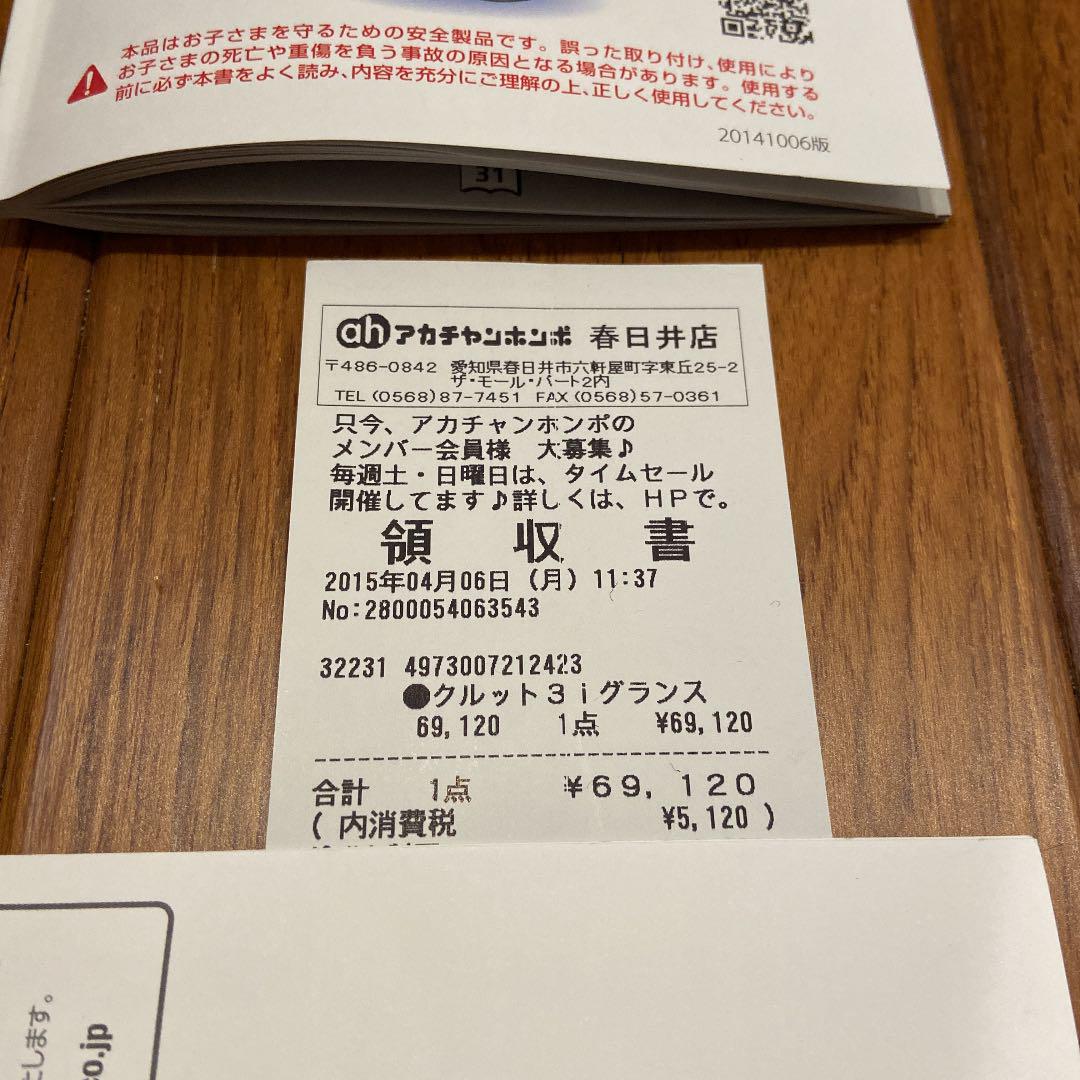 本品はお子さまを守るための安全製品です。誤った取り付け、使用により
お子さまの死亡や重傷を負う事故の原因となる場合があります。使用する
前に必ず本書をよく読み、内容を充分にご理解の上、正しく使用してください。
20141006版
31
ah アカチャンホンポ 春日井店
〒486-0842 愛知県春日井市六軒屋町字東丘25-2
ザ・モール・パート2内
TEL (0568)87-7451 FAX (0568)57-0361
只今、アカチャンホンポの
メンバー会員様 大募集♪
毎週土・日曜日は、タイムセール
開催してます♪詳しくは、HPで。
領 収 書
2015年04月06日 (月) 11:37
No:2800054063543
32231 4973007212423
●クルット3iグランス
69,120 1点 ¥69,120
合計 1点 ¥69,120
( 内消費税 ¥5,120 )
たします。
co.jp